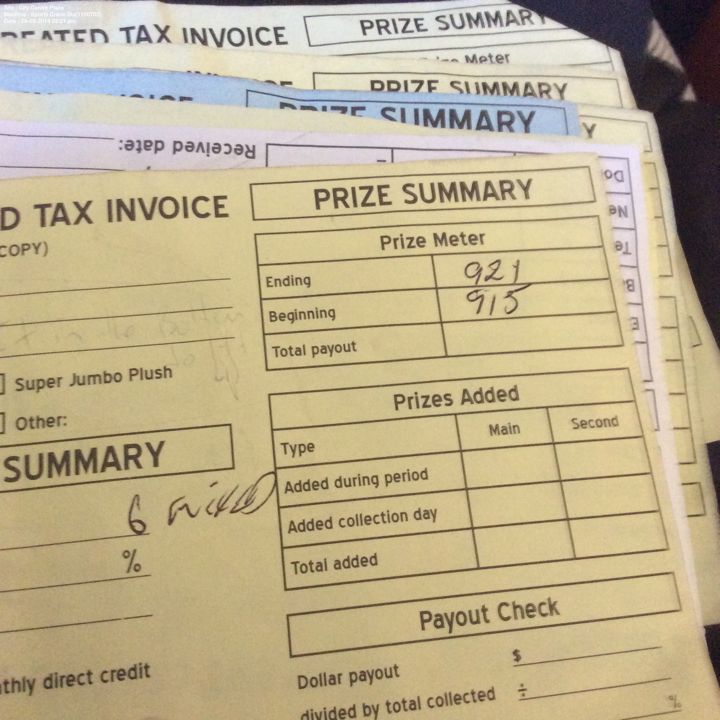 REATED TAX INVOICE
PRIZE SUMMARY
Meter
PRIZE SUMMARY
PRIZE SUMMARY
Received date:
D TAX INVOICE
COPY)
Super Jumbo Plush
Other:
SUMMARY
6
%
thly direct credit
PRIZE SUMMARY
Prize Meter
Ending 921
Beginning 915
Total payout
Prizes Added
Type Main Second
Added during period
Added collection day
Total added
Payout Check
Dollar payout $
divided by total collected ÷
%